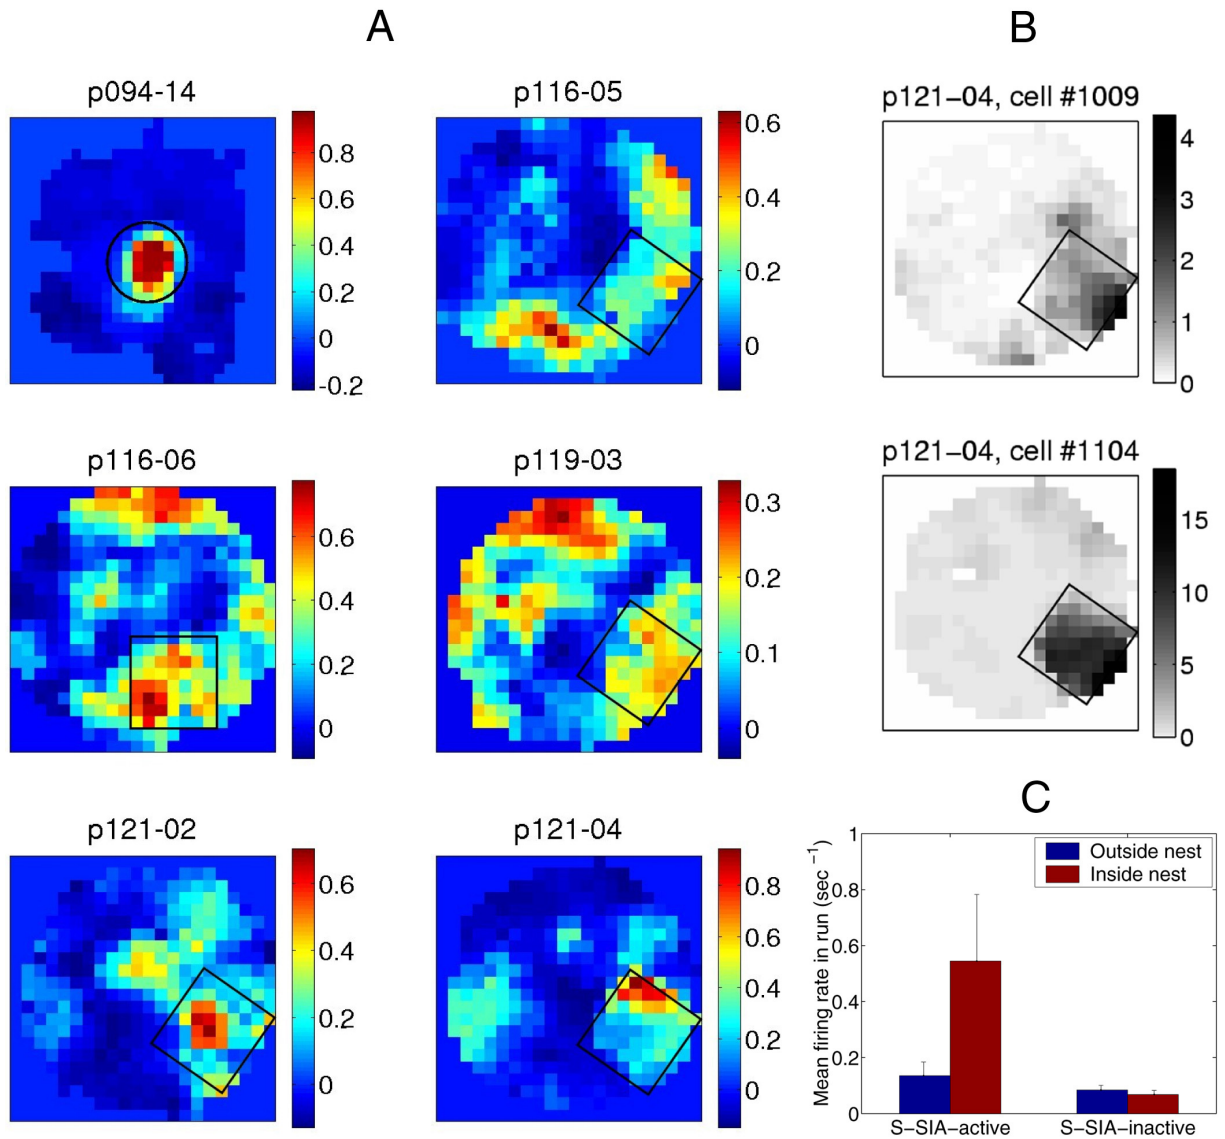 A
B
p094-14
0.8
0.6
0.4
0.2
0
-0.2
p116-05
0.6
0.4
0.2
0
p121-04, cell #1009
4
3
2
1
0
p116-06
0.6
0.4
0.2
0
p119-03
0.3
0.2
0.1
0
p121-04, cell #1104
15
10
5
0
p121-02
0.6
0.4
0.2
0
p121-04
0.8
0.6
0.4
0.2
0
C
Mean firing rate in run (sec⁻¹)
1
0.8
0.6
0.4
0.2
0
Outside nest
Inside nest
S-SIA-active
S-SIA-inactive